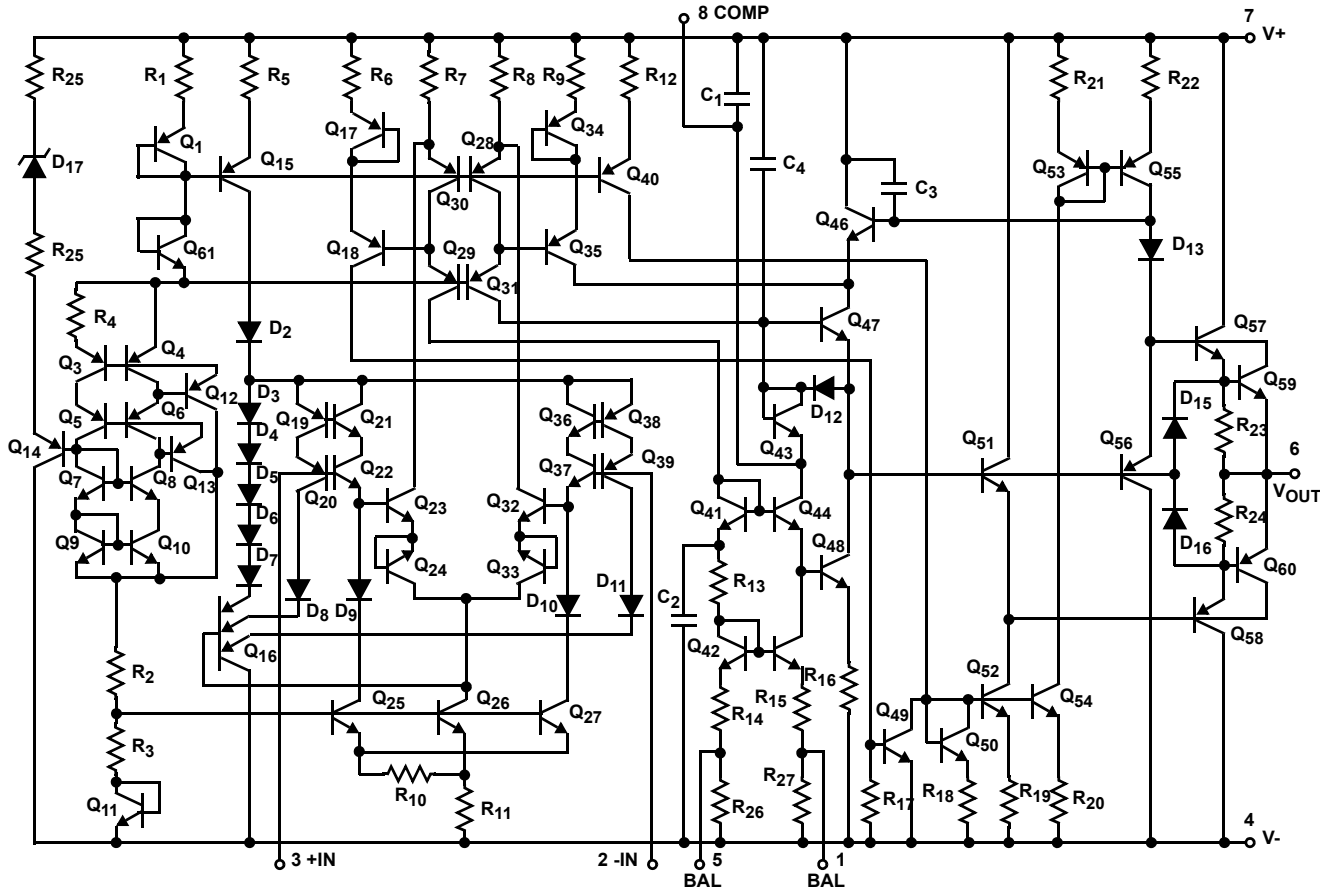 8 COMP
7
V+
R25
R1
R5
R6
R7
R8
R9
R12
C1
R21
R22
D17
Q1
Q15
Q17
Q28
Q34
Q40
C4
C3
Q53
Q55
Q30
Q46
R25
Q61
Q18
Q29
Q35
D13
Q31
R4
D2
Q47
Q57
Q3
Q4
Q12
D3
Q59
D12
D15
Q5
Q6
D4
Q19
Q21
Q36
Q38
Q43
R23
Q14
Q51
Q56
6
VOUT
Q7
Q8
Q13
D5
Q22
Q20
Q37
Q39
D6
Q23
Q32
Q41
Q44
R24
Q9
Q10
D7
Q24
Q33
Q48
D16
Q60
D8
D9
D10
D11
C2
R13
Q16
Q42
Q58
R2
R16
Q25
Q26
Q27
R14
R15
Q49
Q52
Q54
R3
Q50
Q11
R10
R11
R26
R27
R17
R18
R19
R20
4
V-
3 +IN
2 -IN
5
BAL
1
BAL